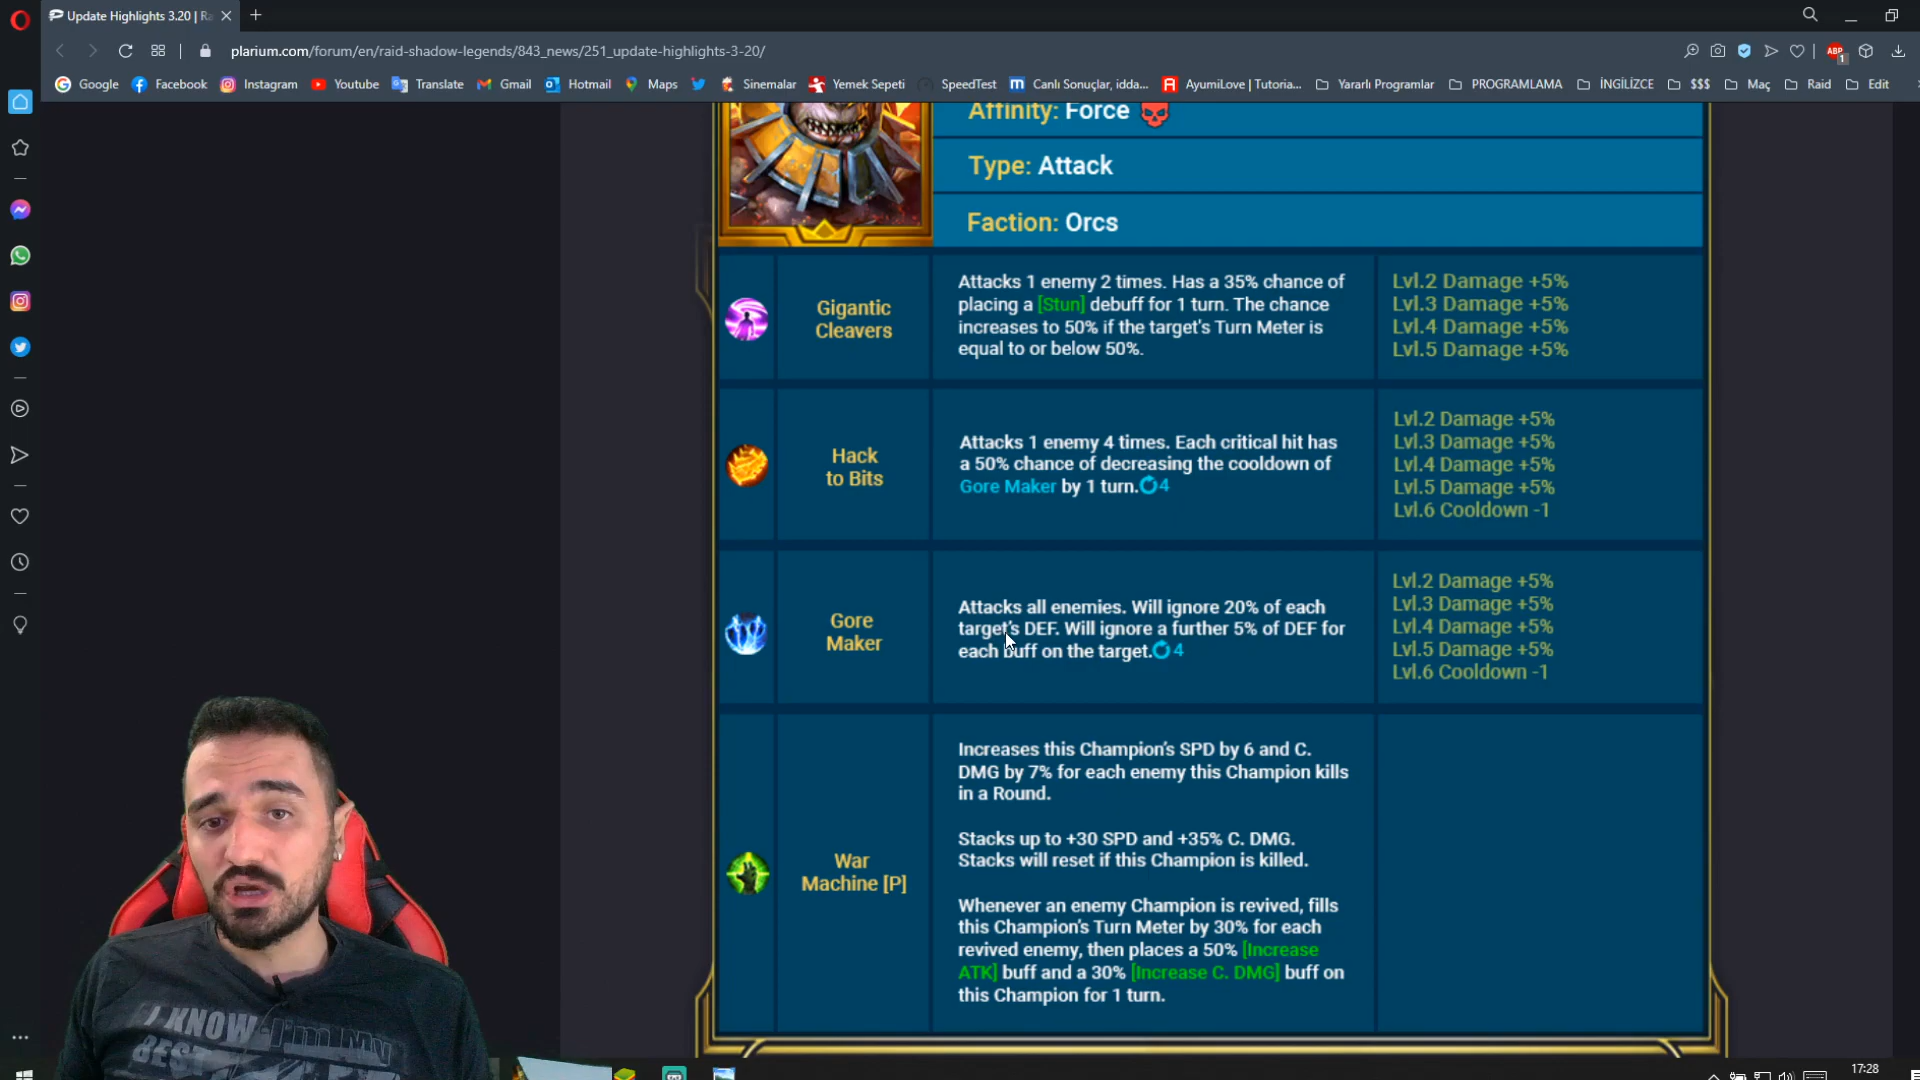 Update Highlights 3.20 | Ra
plarium.com/forum/en/raid-shadow-legends/843_news/251_update-highlights-3-20/
ABP
1
Google
Facebook
Instagram
Youtube
Translate
Gmail
Hotmail
Maps
Sinemalar
Yemek Sepeti
SpeedTest
Canlı Sonuçlar, idda...
AyumiLove | Tutoria...
Yararlı Programlar
PROGRAMLAMA
İNGİLİZCE
$$$
Maç
Raid
Edit
Affinity: Force
Type: Attack
Faction: Orcs
Gigantic
Cleavers
Attacks 1 enemy 2 times. Has a 35% chance of
placing a [Stun] debuff for 1 turn. The chance
increases to 50% if the target's Turn Meter is
equal to or below 50%.
Lvl.2 Damage +5%
Lvl.3 Damage +5%
Lvl.4 Damage +5%
Lvl.5 Damage +5%
Hack
to Bits
Attacks 1 enemy 4 times. Each critical hit has
a 50% chance of decreasing the cooldown of
Gore Maker by 1 turn. 4
Lvl.2 Damage +5%
Lvl.3 Damage +5%
Lvl.4 Damage +5%
Lvl.5 Damage +5%
Lvl.6 Cooldown -1
Gore
Maker
Attacks all enemies. Will ignore 20% of each
target's DEF. Will ignore a further 5% of DEF for
each buff on the target. 4
Lvl.2 Damage +5%
Lvl.3 Damage +5%
Lvl.4 Damage +5%
Lvl.5 Damage +5%
Lvl.6 Cooldown -1
War
Machine [P]
Increases this Champion's SPD by 6 and C.
DMG by 7% for each enemy this Champion kills
in a Round.
Stacks up to +30 SPD and +35% C. DMG.
Stacks will reset if this Champion is killed.
Whenever an enemy Champion is revived, fills
this Champion's Turn Meter by 30% for each
revived enemy, then places a 50% [Increase
ATK] buff and a 30% [Increase C. DMG] buff on
this Champion for 1 turn.
I KNOW I'm MY
BEST
17:28